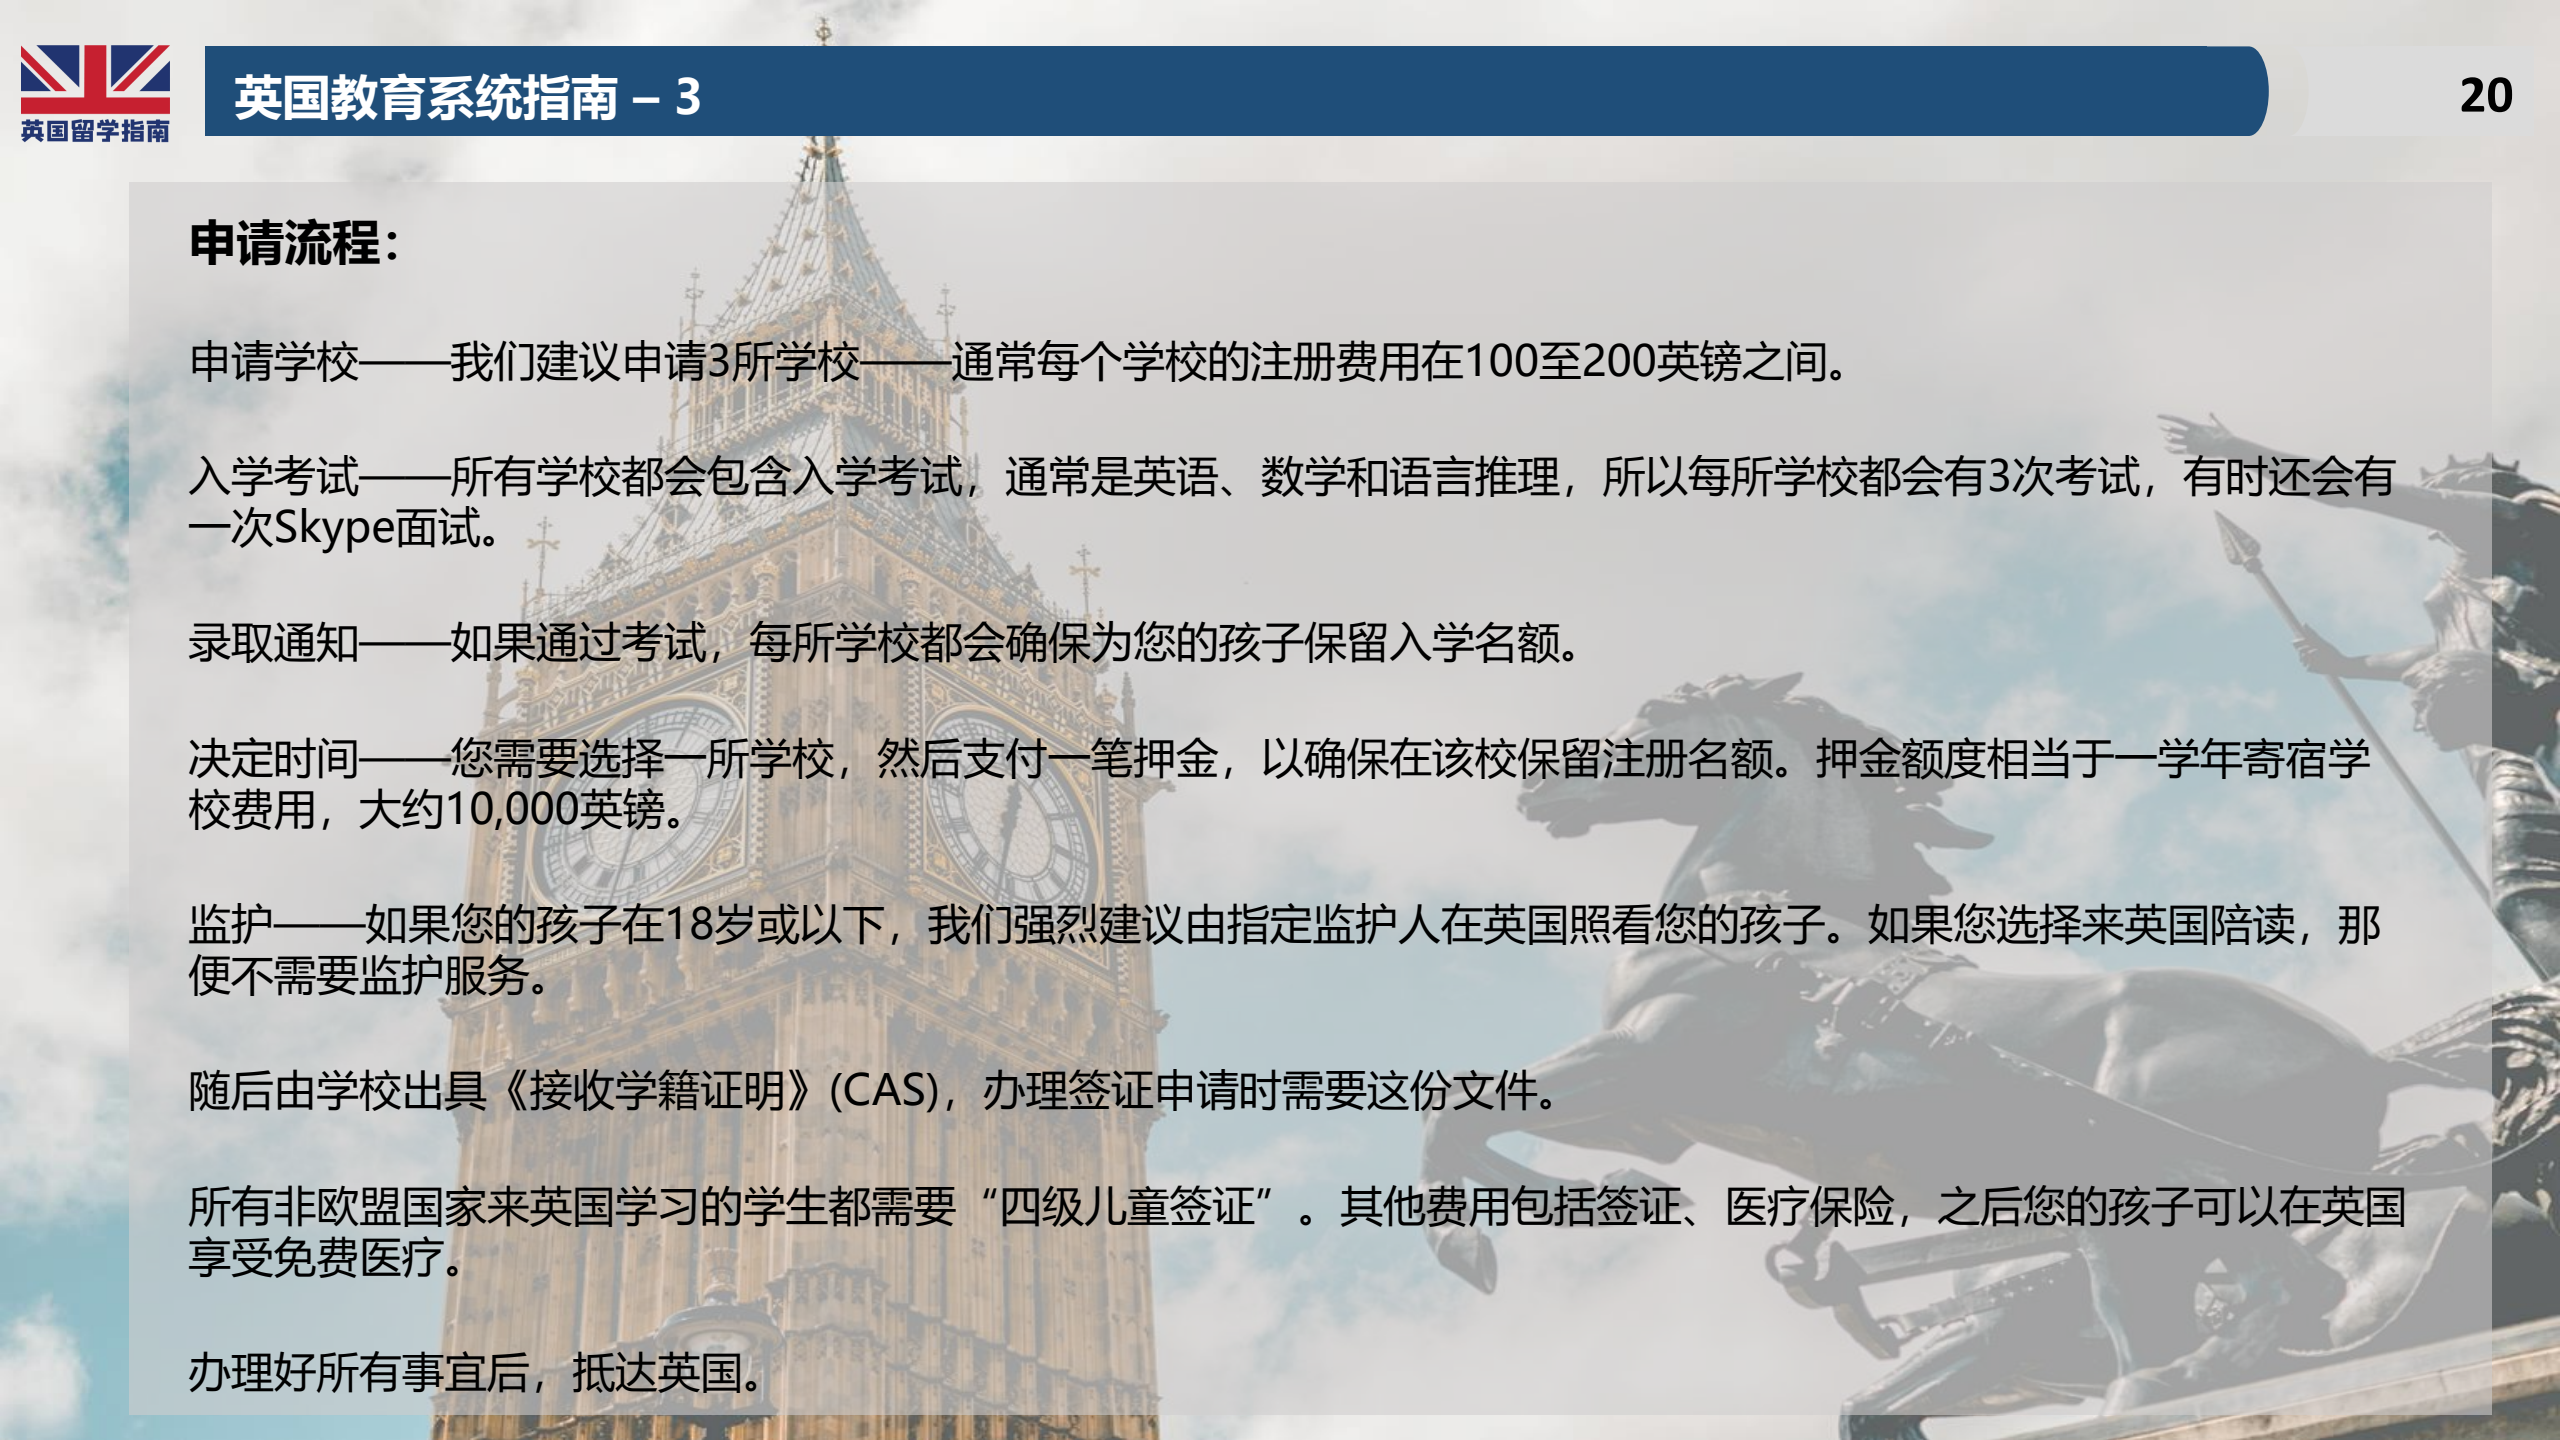 英国留学指南
英国教育系统指南 – 3
20
申请流程：
申请学校——我们建议申请3所学校——通常每个学校的注册费用在100至200英镑之间。
入学考试——所有学校都会包含入学考试，通常是英语、数学和语言推理，所以每所学校都会有3次考试，有时还会有
一次Skype面试。
录取通知——如果通过考试，每所学校都会确保为您的孩子保留入学名额。
决定时间——您需要选择一所学校，然后支付一笔押金，以确保在该校保留注册名额。押金额度相当于一学年寄宿学
校费用，大约10,000英镑。
监护——如果您的孩子在18岁或以下，我们强烈建议由指定监护人在英国照看您的孩子。如果您选择来英国陪读，那
便不需要监护服务。
随后由学校出具《接收学籍证明》(CAS)，办理签证申请时需要这份文件。
所有非欧盟国家来英国学习的学生都需要“四级儿童签证”。其他费用包括签证、医疗保险，之后您的孩子可以在英国
享受免费医疗。
办理好所有事宜后，抵达英国。